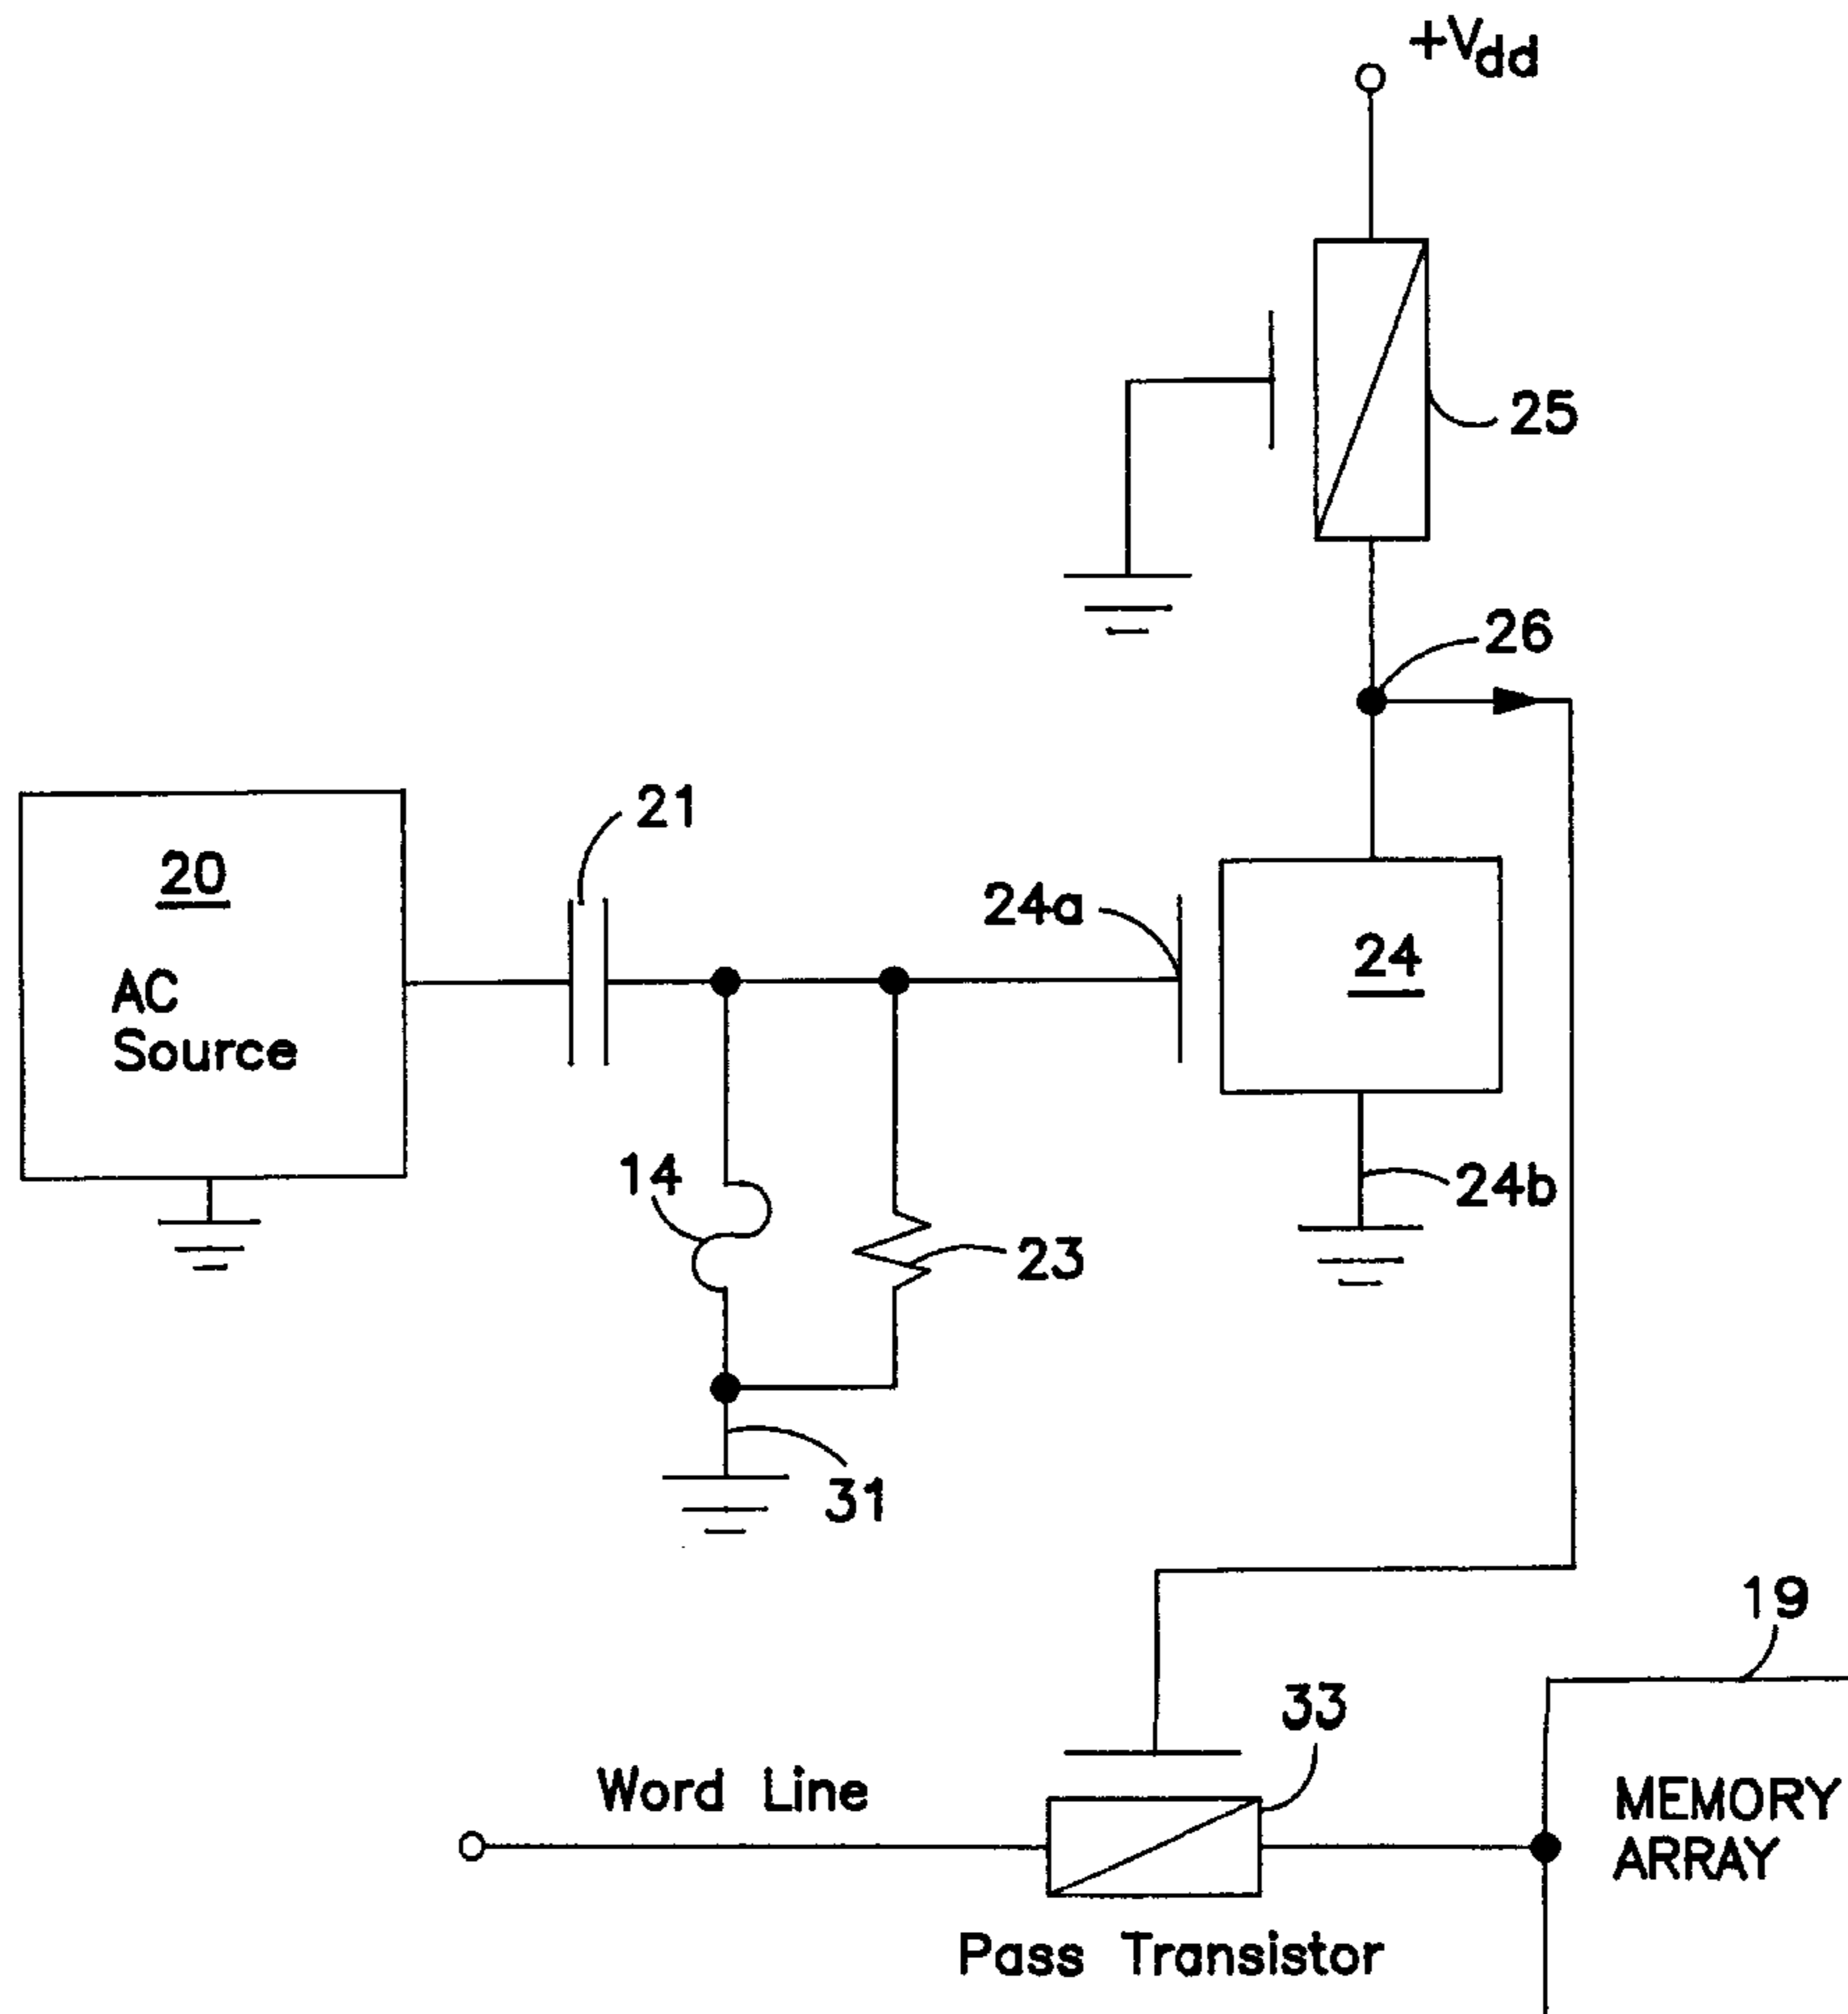 +Vdd
25
26
21
20
24a
24
AC
Source
14
24b
23
31
19
33
Word Line
MEMORY
ARRAY
Pass Transistor